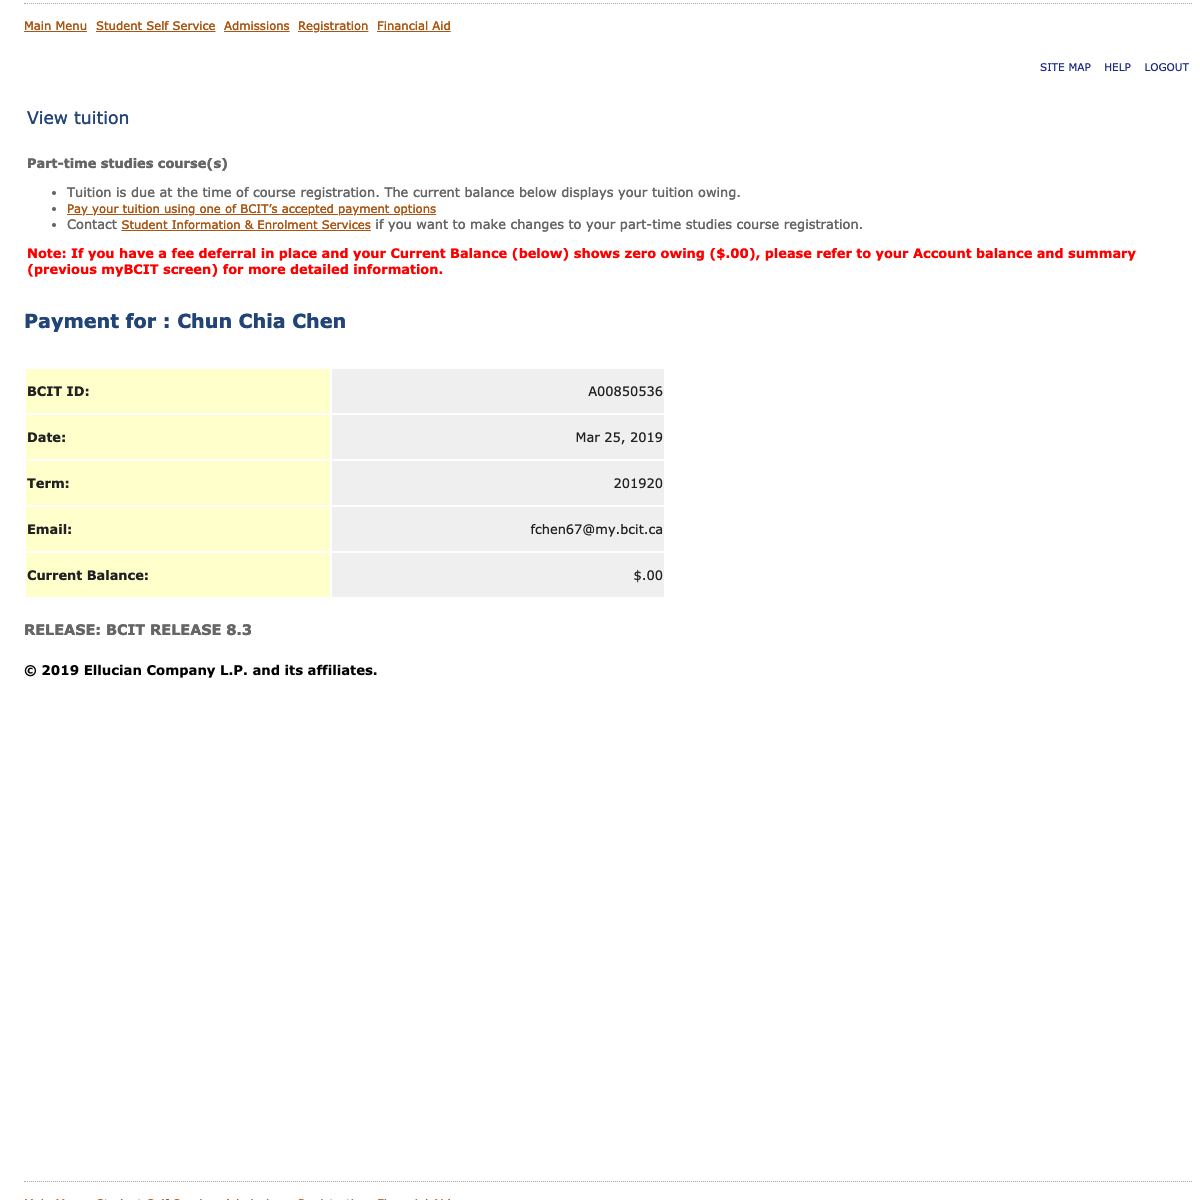 Main Menu Student Self Service Admissions Registration Financial Aid
SITE MAP HELP LOGOUT
View tuition
Part-time studies course(s)
• Tuition is due at the time of course registration. The current balance below displays your tuition owing.
• Pay your tuition using one of BCIT’s accepted payment options
• Contact Student Information & Enrolment Services if you want to make changes to your part-time studies course registration.
Note: If you have a fee deferral in place and your Current Balance (below) shows zero owing ($.00), please refer to your Account balance and summary
(previous myBCIT screen) for more detailed information.
Payment for : Chun Chia Chen
BCIT ID: A00850536
Date: Mar 25, 2019
Term: 201920
Email: fchen67@my.bcit.ca
Current Balance: $.00
RELEASE: BCIT RELEASE 8.3
© 2019 Ellucian Company L.P. and its affiliates.